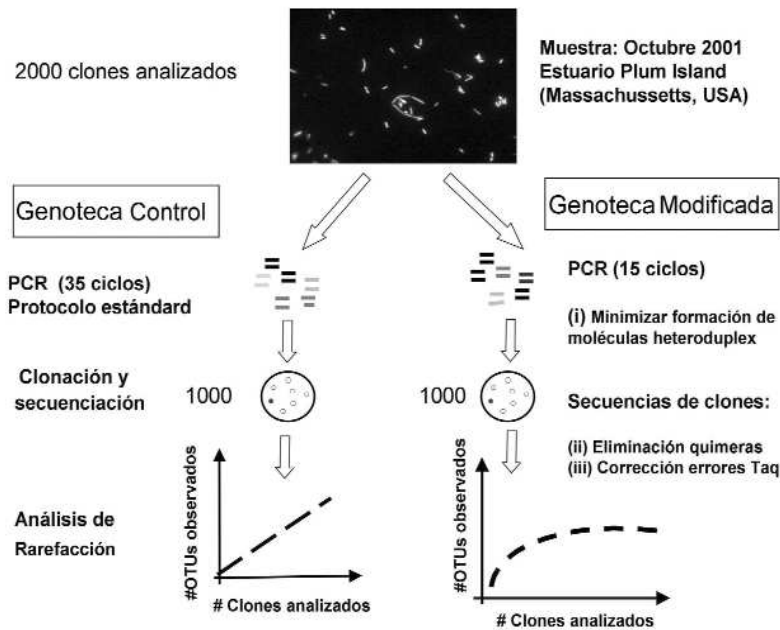 2000 clones analizados
Muestra: Octubre 2001
Estuario Plum Island
(Massachussetts, USA)
Genoteca Control
Genoteca Modificada
PCR (35 ciclos)
Protocolo estándard
PCR (15 ciclos)
(i) Minimizar formación de
moléculas heteroduplex
Clonación y
secuenciación
1000
1000
Secuencias de clones:
(ii) Eliminación quimeras
(iii) Corrección errores Taq
Análisis de
Rarefacción
#OTUs observados
# Clones analizados
#OTUs observados
# Clones analizados